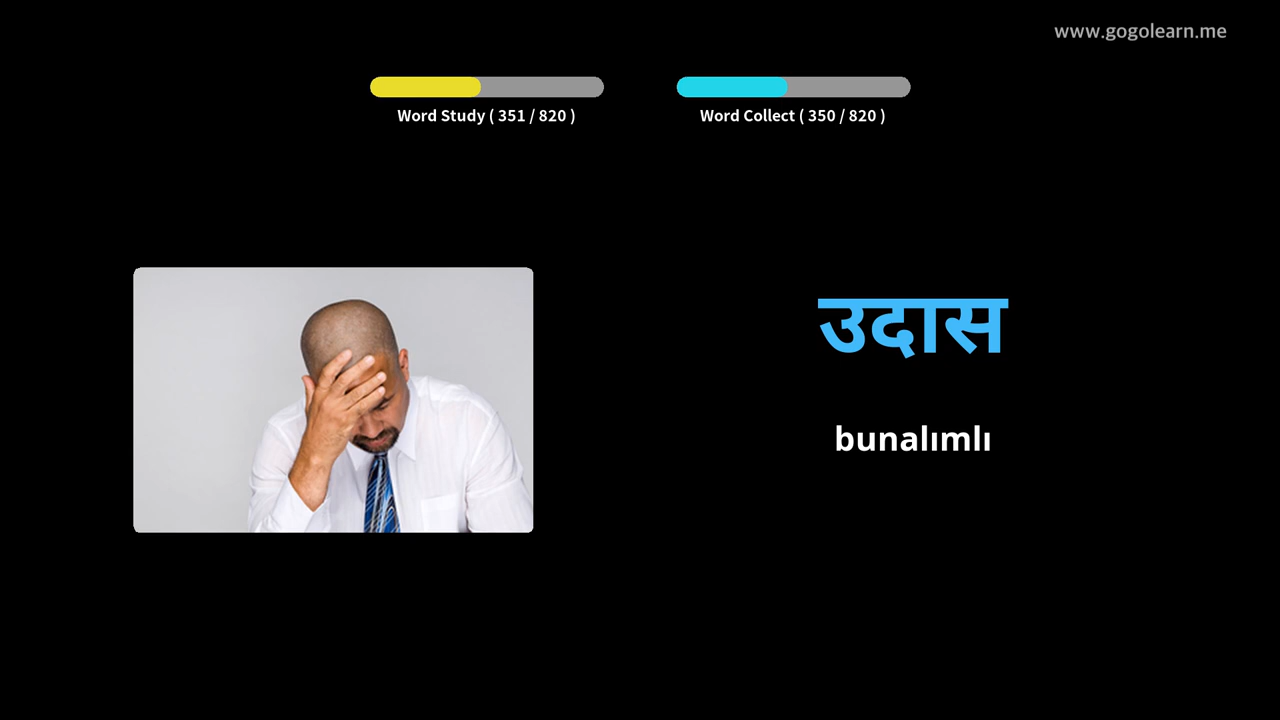 www.gogolearn.me
Word Study ( 351 / 820 )
Word Collect ( 350 / 820 )
उदास
bunalımlı